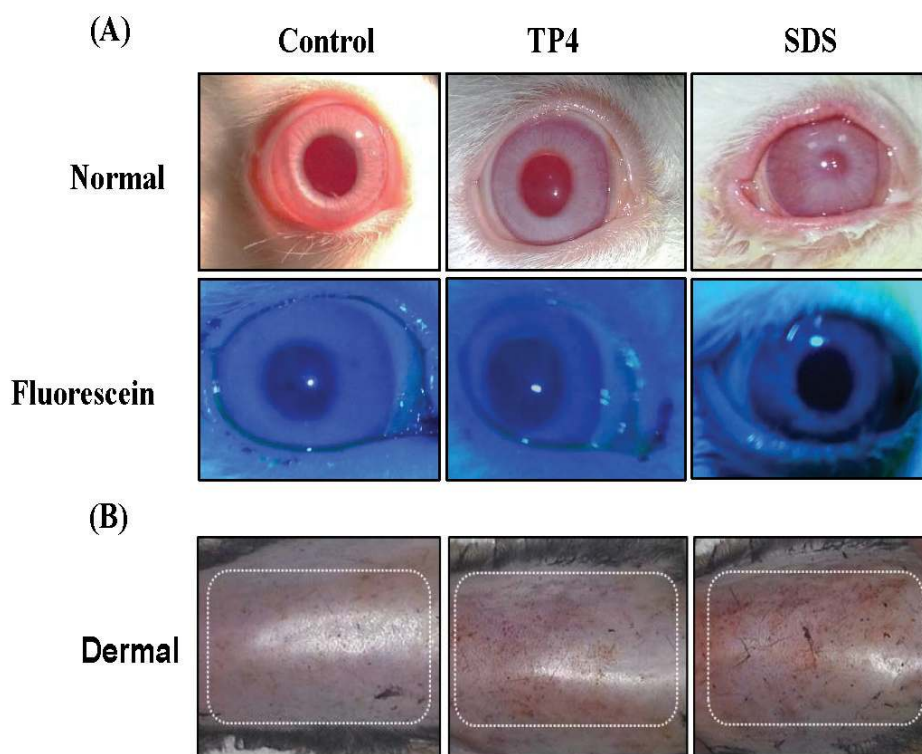 (A)
Control TP4 SDS
Normal
Fluorescein
(B)
Dermal